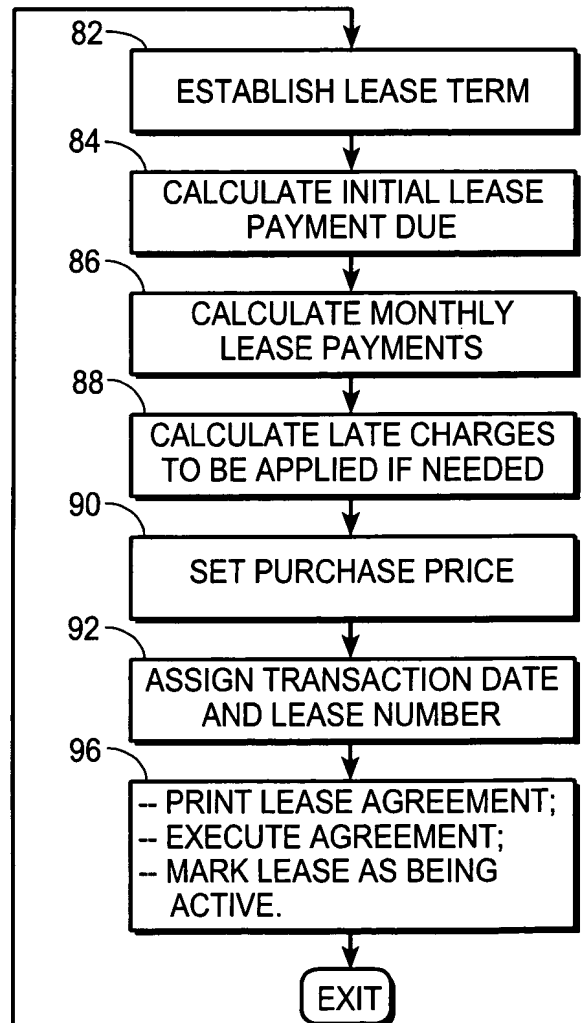 82
ESTABLISH LEASE TERM
84
CALCULATE INITIAL LEASE
PAYMENT DUE
86
CALCULATE MONTHLY
LEASE PAYMENTS
88
CALCULATE LATE CHARGES
TO BE APPLIED IF NEEDED
90
SET PURCHASE PRICE
92
ASSIGN TRANSACTION DATE
AND LEASE NUMBER
96
-- PRINT LEASE AGREEMENT;
-- EXECUTE AGREEMENT;
-- MARK LEASE AS BEING
ACTIVE.
EXIT